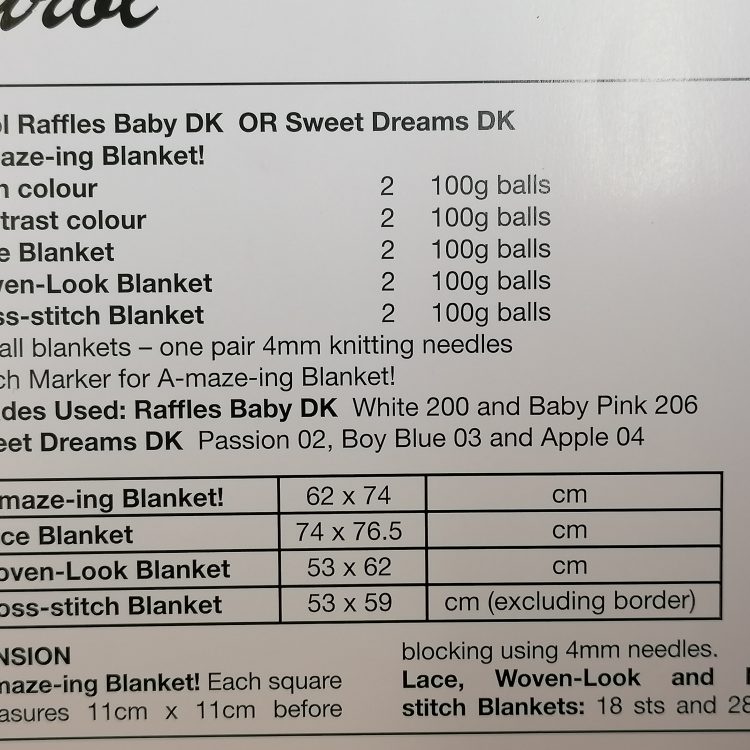 l Raffles Baby DK OR Sweet Dreams DK
aze-ing Blanket!
n colour 2 100g balls
trast colour 2 100g balls
e Blanket 2 100g balls
ven-Look Blanket 2 100g balls
ss-stitch Blanket 2 100g balls
all blankets – one pair 4mm knitting needles
ch Marker for A-maze-ing Blanket!
des Used: Raffles Baby DK White 200 and Baby Pink 206
eet Dreams DK Passion 02, Boy Blue 03 and Apple 04
maze-ing Blanket! 62 x 74 cm
ce Blanket 74 x 76.5 cm
oven-Look Blanket 53 x 62 cm
oss-stitch Blanket 53 x 59 cm (excluding border)
NSION
maze-ing Blanket! Each square
asures 11cm x 11cm before
blocking using 4mm needles.
Lace, Woven-Look and
stitch Blankets: 18 sts and 28